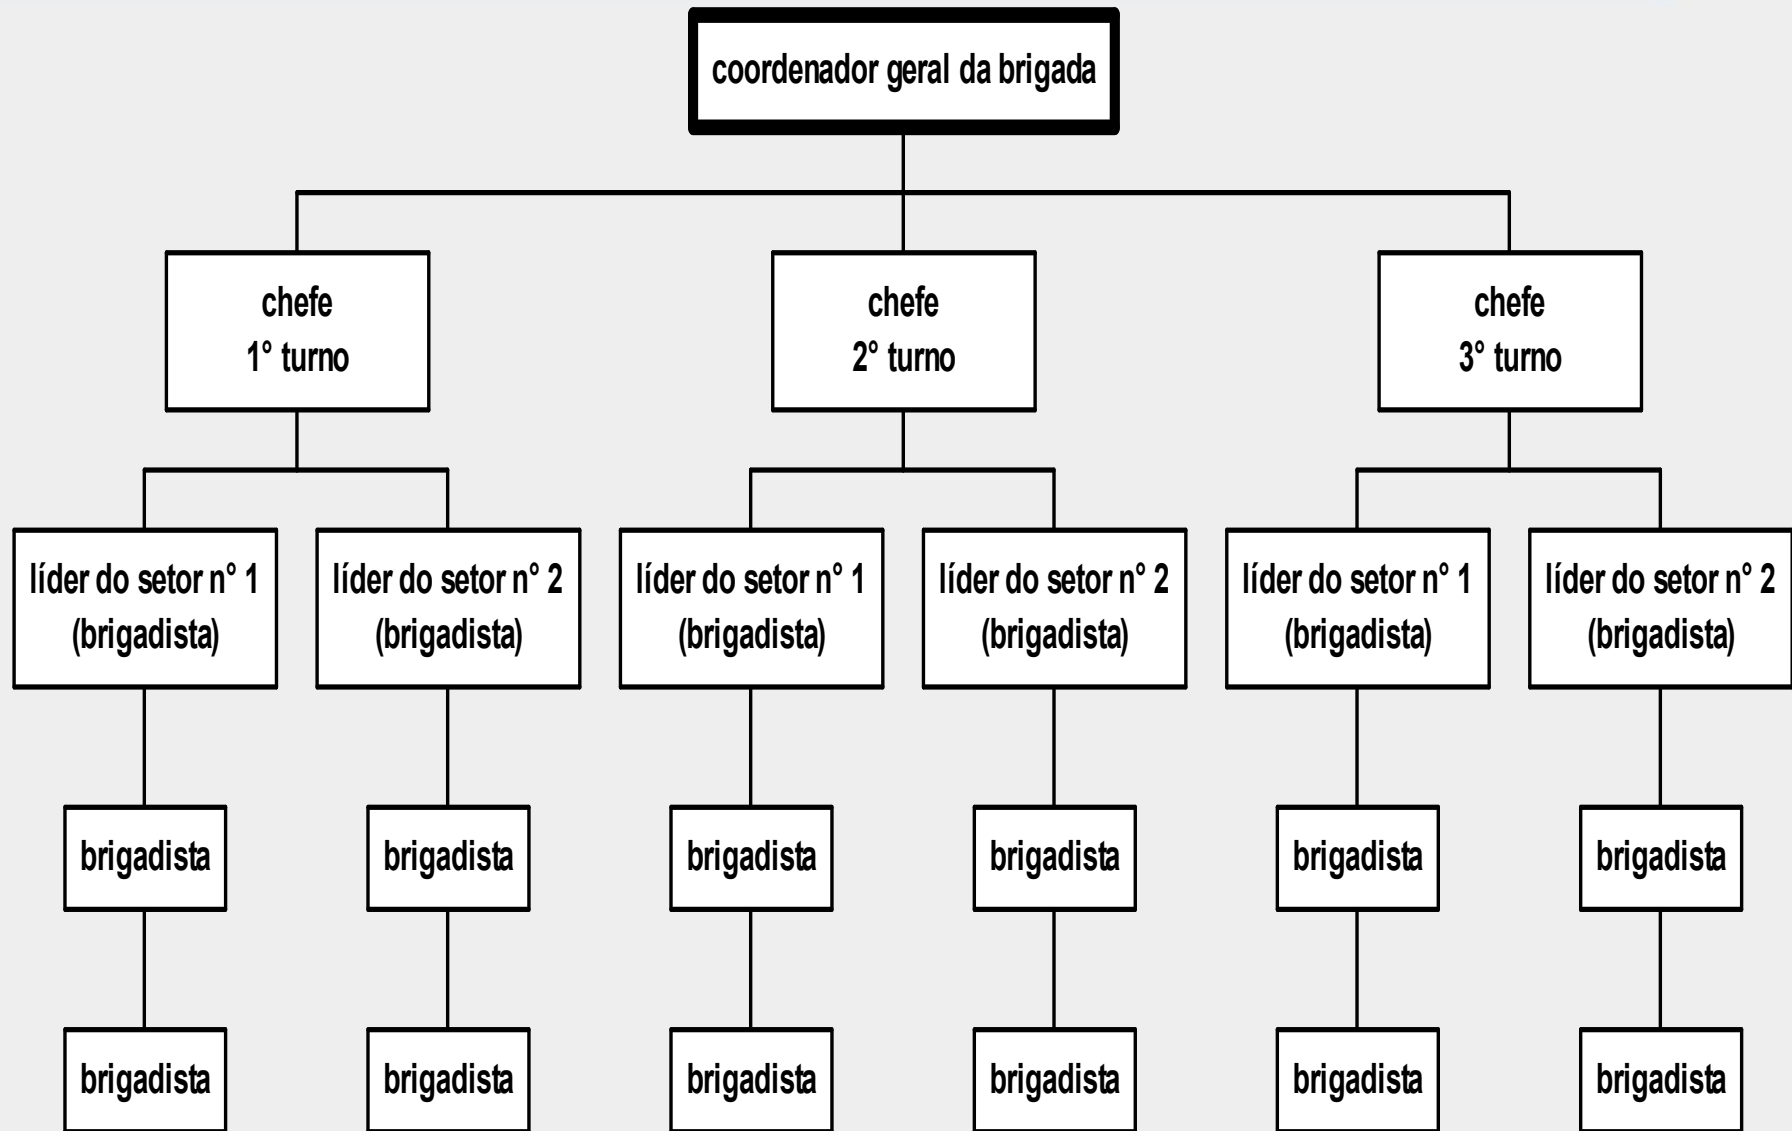 coordenador geral da brigada
chefe
1° turno
chefe
2° turno
chefe
3° turno
líder do setor n° 1
(brigadista)
líder do setor n° 2
(brigadista)
líder do setor n° 1
(brigadista)
líder do setor n° 2
(brigadista)
líder do setor n° 1
(brigadista)
líder do setor n° 2
(brigadista)
brigadista
brigadista
brigadista
brigadista
brigadista
brigadista
brigadista
brigadista
brigadista
brigadista
brigadista
brigadista